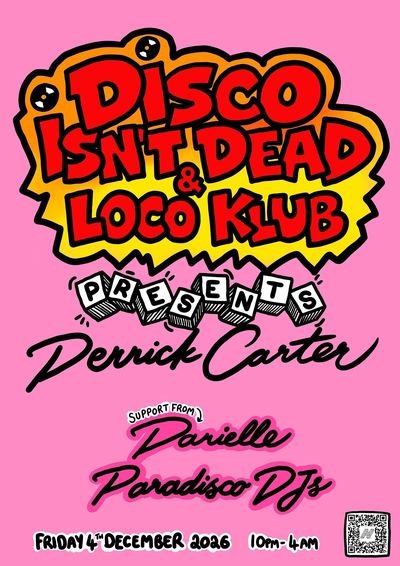 DISCO
ISN'T DEAD
&
LOCO KLUB
PRESENTS
Derrick Carter
SUPPORT FROM
Darielle
Paradisco DJs
FRIDAY 4TH DECEMBER 2026 10PM-4AM